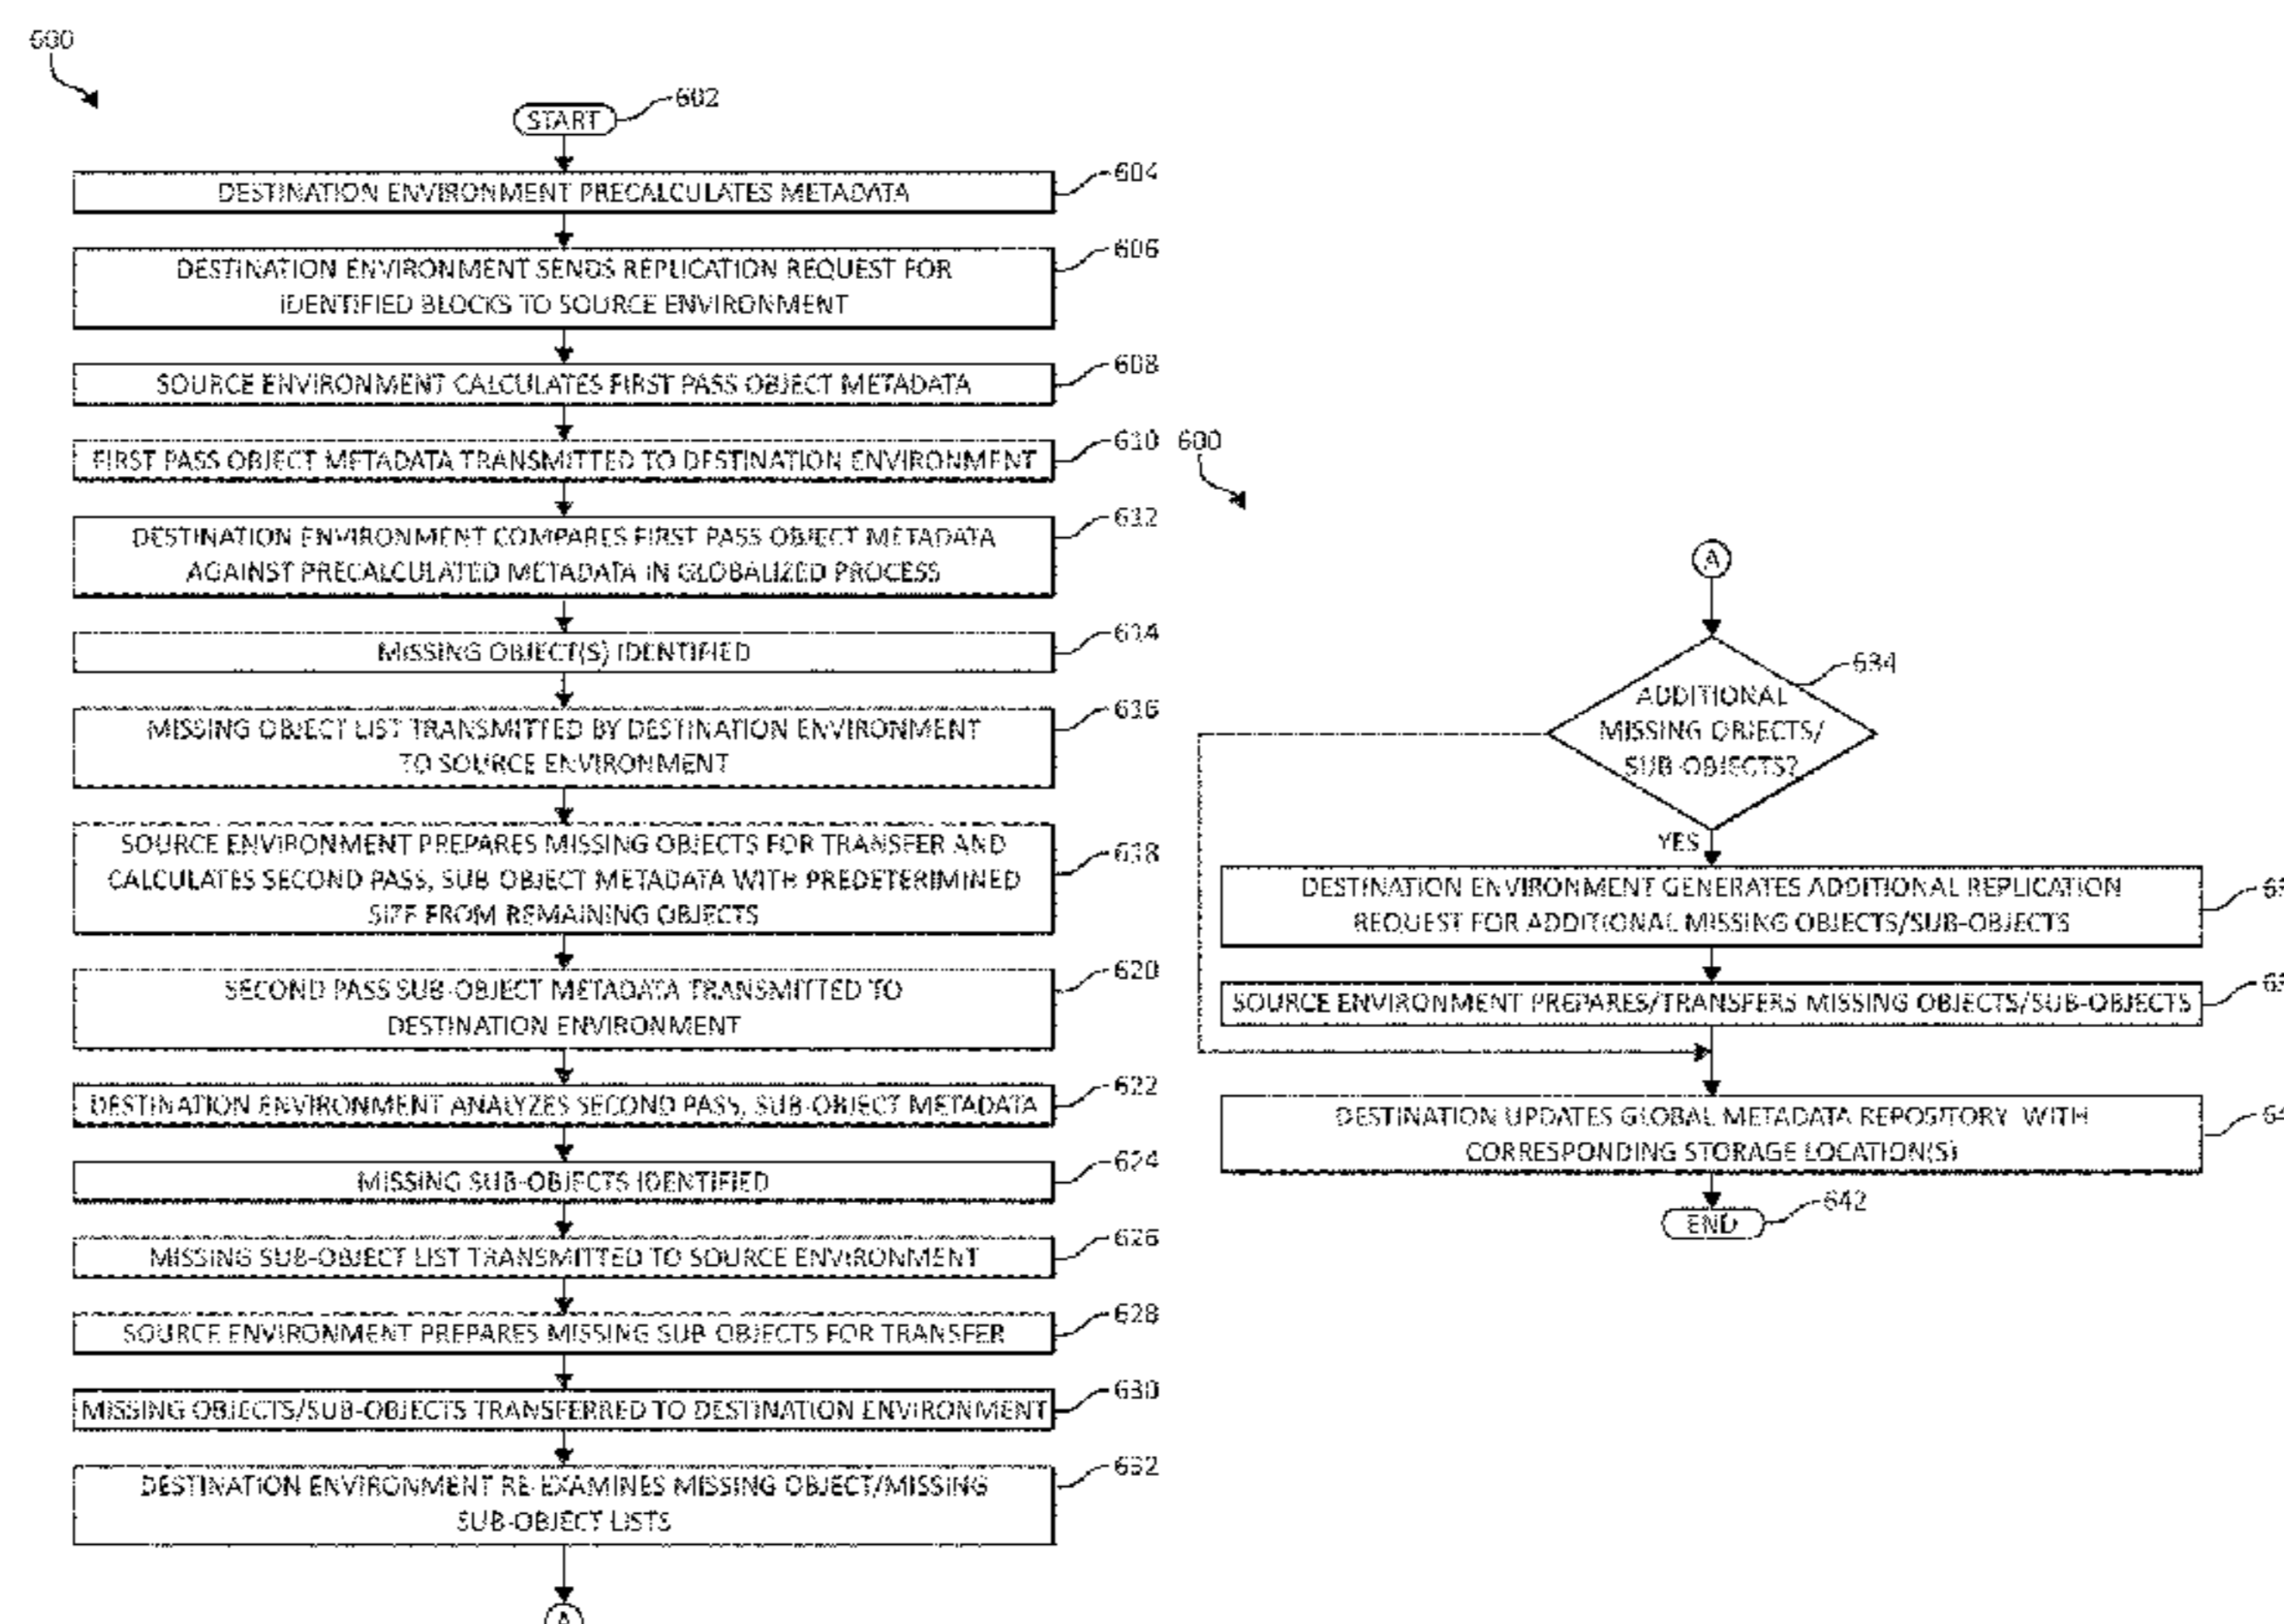 600
START
602
DESTINATION ENVIRONMENT PRECALCULATES METADATA
604
DESTINATION ENVIRONMENT SENDS REPLICATION REQUEST FOR
IDENTIFIED BLOCKS TO SOURCE ENVIRONMENT
606
SOURCE ENVIRONMENT CALCULATES FIRST PASS OBJECT METADATA
608
FIRST PASS OBJECT METADATA TRANSMITTED TO DESTINATION ENVIRONMENT
610
DESTINATION ENVIRONMENT COMPARES FIRST PASS OBJECT METADATA
AGAINST PRECALCULATED METADATA IN GLOBALIZED PROCESS
612
MISSING OBJECT(S) IDENTIFIED
614
MISSING OBJECT LIST TRANSMITTED BY DESTINATION ENVIRONMENT
TO SOURCE ENVIRONMENT
616
SOURCE ENVIRONMENT PREPARES MISSING OBJECTS FOR TRANSFER AND
CALCULATES SECOND PASS, SUB OBJECT METADATA WITH PREDETERIMINED
SIZE FROM REMAINING OBJECTS
618
SECOND PASS SUB-OBJECT METADATA TRANSMITTED TO
DESTINATION ENVIRONMENT
620
DESTINATION ENVIRONMENT ANALYZES SECOND PASS, SUB-OBJECT METADATA
622
MISSING SUB-OBJECTS IDENTIFIED
624
MISSING SUB-OBJECT LIST TRANSMITTED TO SOURCE ENVIRONMENT
626
SOURCE ENVIRONMENT PREPARES MISSING SUB OBJECTS FOR TRANSFER
628
MISSING OBJECTS/SUB-OBJECTS TRANSFERRED TO DESTINATION ENVIRONMENT
630
DESTINATION ENVIRONMENT RE-EXAMINES MISSING OBJECT/MISSING
SUB-OBJECT LISTS
632
A
600
A
ADDITIONAL
MISSING OBJECTS/
SUB-OBJECTS?
634
YES
DESTINATION ENVIRONMENT GENERATES ADDITIONAL REPLICATION
REQUEST FOR ADDITIONAL MISSING OBJECTS/SUB-OBJECTS
SOURCE ENVIRONMENT PREPARES/TRANSFERS MISSING OBJECTS/SUB-OBJECTS
DESTINATION UPDATES GLOBAL METADATA REPOSITORY WITH
CORRESPONDING STORAGE LOCATION(S)
END
642